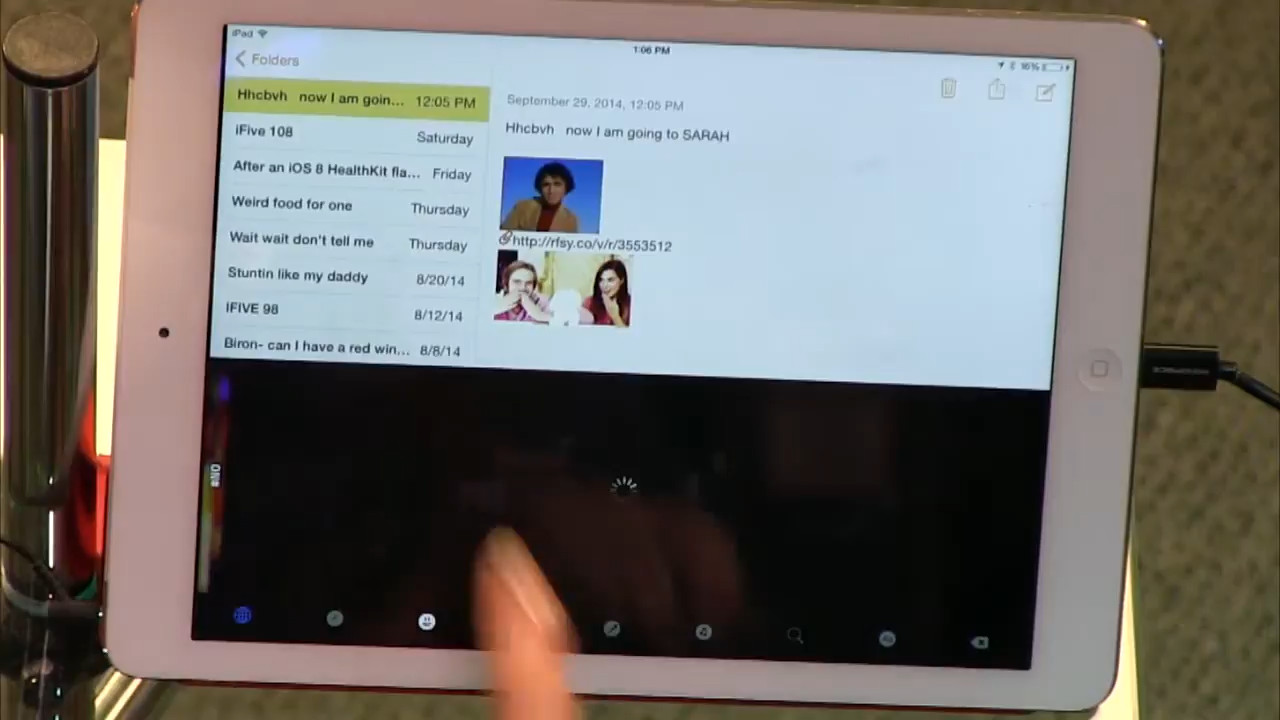 iPad
1:06 PM
16%
Folders
Hhcbvh now I am goin... 12:05 PM
iFive 108 Saturday
After an iOS 8 HealthKit fla... Friday
Weird food for one Thursday
Wait wait don't tell me Thursday
Stuntin like my daddy 8/20/14
iFIVE 98 8/12/14
Biron- can I have a red win... 8/8/14
September 29, 2014, 12:05 PM
Hhcbvh now I am going to SARAH
http://rfsy.co/v/r/3553512